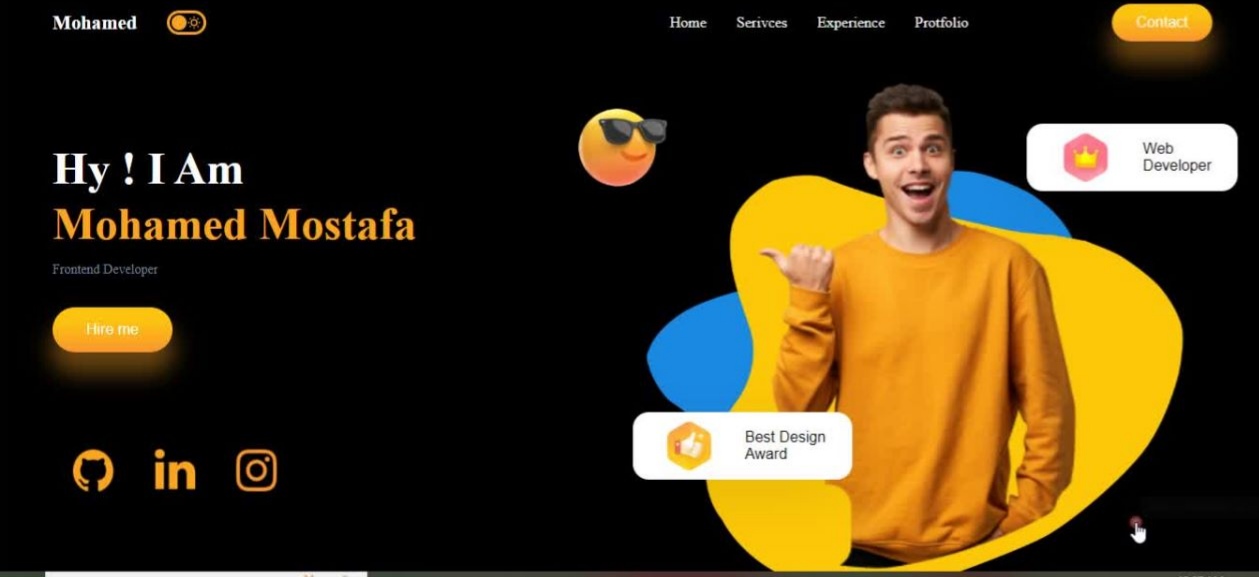 Mohamed
Home Serivces Experience Protfolio
Contact
Hy ! I Am
Mohamed Mostafa
Frontend Developer
Hire me
in
Web
Developer
Best Design
Award